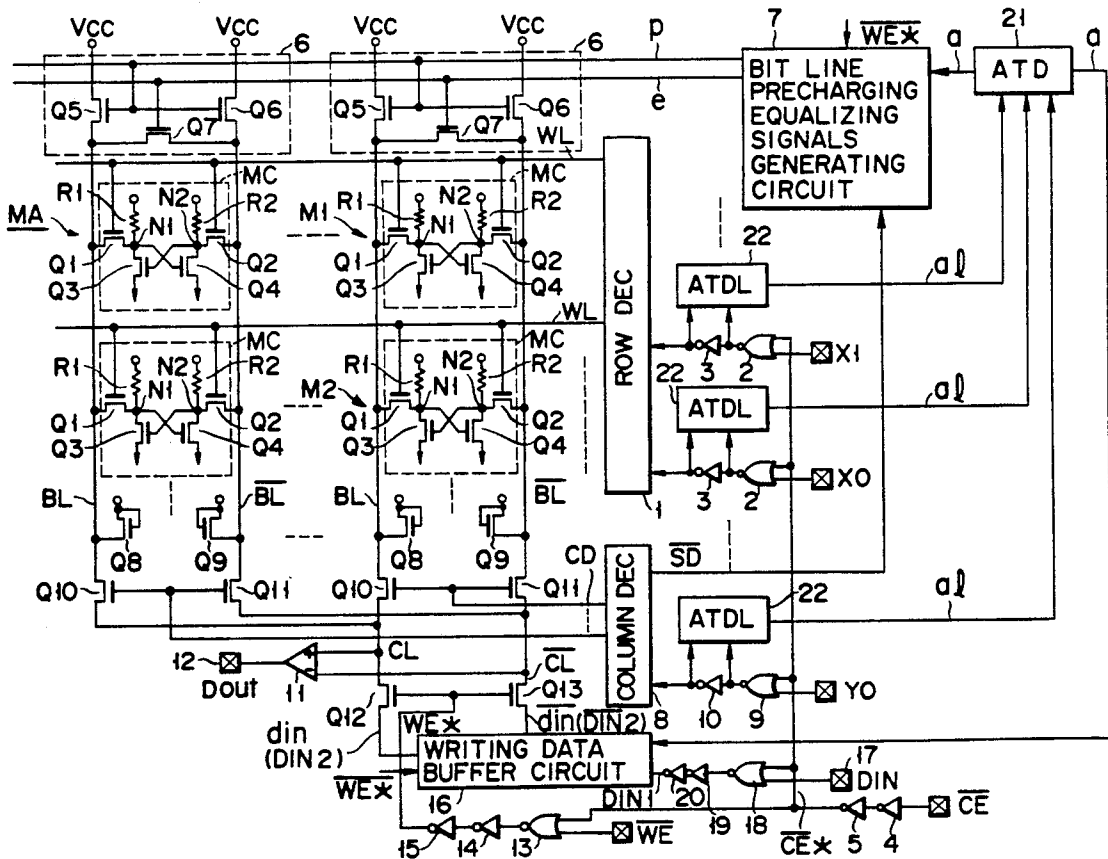 VCC VCC 6 VCC VCC 6 P 7 WE* 21
a a
BIT LINE
PRECHARGING
EQUALIZING
SIGNALS
GENERATING
CIRCUIT
ATD
e
Q5 Q6 Q5 Q6
Q7 Q7
WL
MC MC
R1 N2 R2 R1 N2 R2
MA N1 M1 N1
Q1 Q2 Q1 Q2
Q3 Q4 Q3 Q4
22
ATDL
al
WL
MC MC
ROW DEC
3 2 X1
R1 N2 R2 R1 N2 R2
N1 M2 N1
22
ATDL
al
Q1 Q2 Q1 Q2
Q3 Q4 Q3 Q4
3 2 X0
1
BL BL BL BL
Q8 Q9 Q8 Q9
CD
SD
Q10 Q11 Q10 Q11
COLUMN DEC
22
ATDL
al
12 CL
Dout 11
CL
8 10 9 Y0
Q12 Q13
WE*
din
(DIN2)
din(DIN2)
WRITING DATA
BUFFER CIRCUIT
17
DIN
WE*
16
DIN1 20 19 18
CE
15 14 13 WE
CE* 5 4